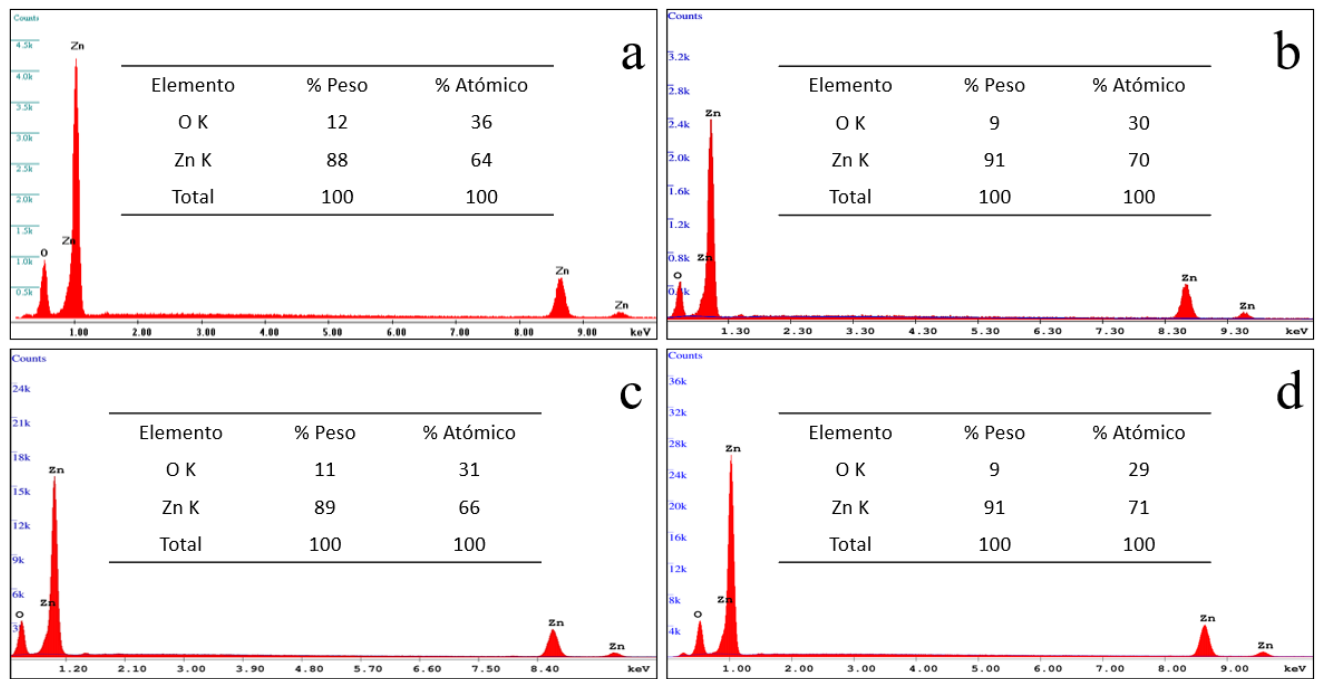 Counts
a
4.5k
Zn
4.0k
Elemento % Peso % Atómico
3.5k
O K 12 36
3.0k
Zn K 88 64
2.5k
Total 100 100
2.0k
1.5k
Zn
O
1.0k
Zn
0.5k
Zn
1.00 2.00 3.00 4.00 5.00 6.00 7.00 8.00 9.00 keV
Counts
b
3.2k
Elemento % Peso % Atómico
2.8k
Zn
2.4k
O K 9 30
2.0k
Zn K 91 70
1.6k
Total 100 100
1.2k
0.8k
Zn
O
Zn
0.4k
Zn
1.30 2.30 3.30 4.30 5.30 6.30 7.30 8.30 9.30 keV
Counts
c
24k
21k
Elemento % Peso % Atómico
18k
Zn
O K 11 31
15k
Zn K 89 66
12k
Total 100 100
9k
6k
Zn
O
Zn
Zn
1.20 2.10 3.00 3.90 4.80 5.70 6.60 7.50 8.40 keV
Counts
d
36k
32k
Elemento % Peso % Atómico
28k
Zn
24k
O K 9 29
20k
Zn K 91 71
16k
Total 100 100
12k
8k
Zn
O
Zn
4k
Zn
1.00 2.00 3.00 4.00 5.00 6.00 7.00 8.00 9.00 keV